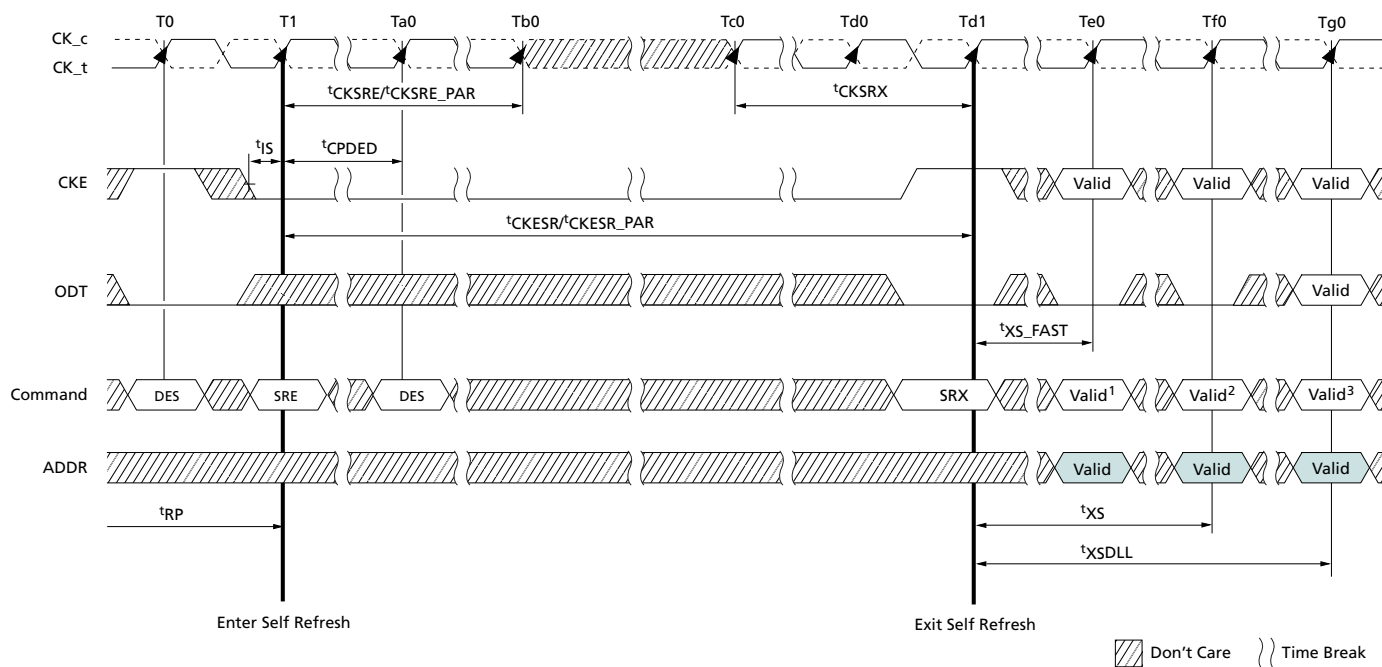 T0 T1 Ta0 Tb0 Tc0 Td0 Td1 Te0 Tf0 Tg0
CK_c
CK_t
tCKSRE/tCKSRE_PAR tCKSRX
tIS tCPDED
CKE Valid Valid Valid
tCKESR/tCKESR_PAR
ODT Valid
tXS_FAST
Command DES SRE DES SRX Valid1 Valid2 Valid3
ADDR Valid Valid Valid
tRP tXS
tXSDLL
Enter Self Refresh Exit Self Refresh
Don't Care Time Break